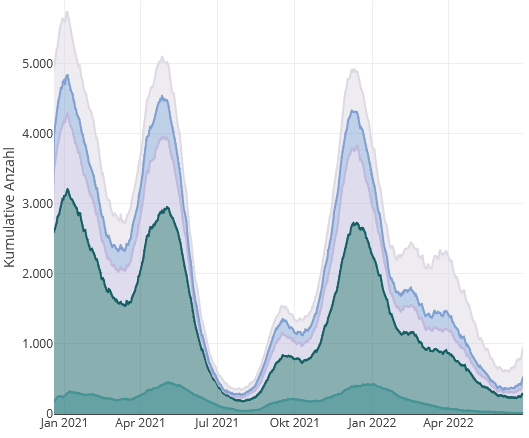 Kumulative Anzahl
5.000
4.000
3.000
2.000
1.000
0
Jan 2021
Apr 2021
Jul 2021
Okt 2021
Jan 2022
Apr 2022